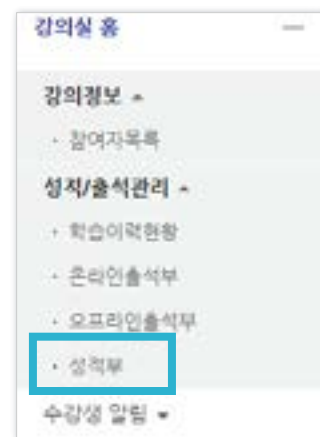 강의실 홈
강의정보
참여자목록
성적/출석관리
학습이력현황
온라인출석부
오프라인출석부
성적부
수강생 알림